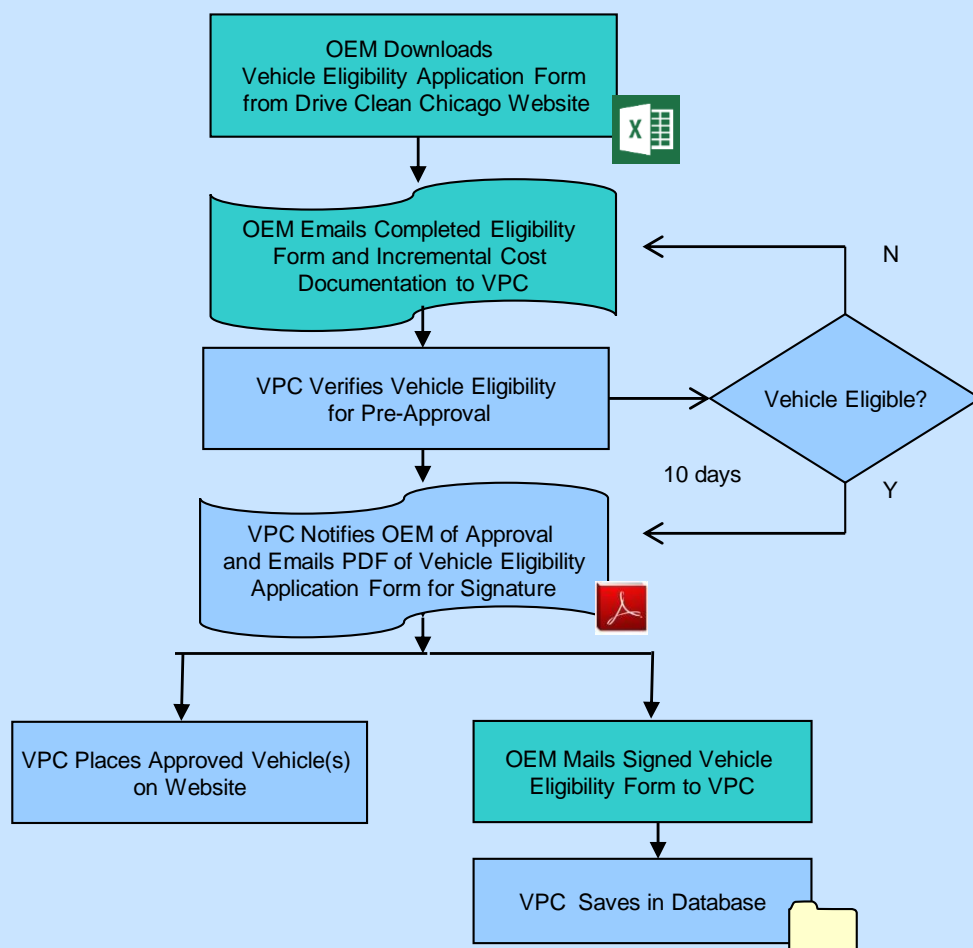 OEM Downloads
Vehicle Eligibility Application Form
from Drive Clean Chicago Website
X
OEM Emails Completed Eligibility
Form and Incremental Cost
Documentation to VPC
N
VPC Verifies Vehicle Eligibility
for Pre-Approval
Vehicle Eligible?
10 days
Y
VPC Notifies OEM of Approval
and Emails PDF of Vehicle Eligibility
Application Form for Signature
VPC Places Approved Vehicle(s)
on Website
OEM Mails Signed Vehicle
Eligibility Form to VPC
VPC Saves in Database